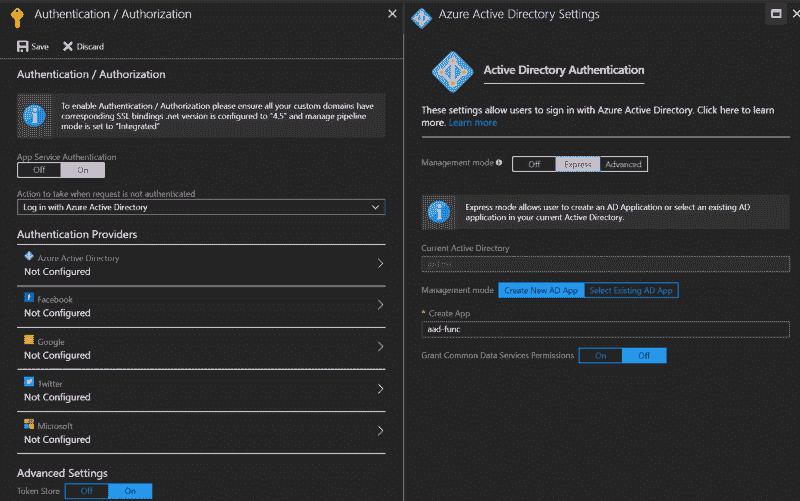 Authentication / Authorization
Save Discard
Authentication / Authorization
To enable Authentication / Authorization please ensure all your custom domains have
corresponding SSL bindings .net version is configured to "4.5" and manage pipeline
mode is set to "Integrated"
App Service Authentication
Off On
Action to take when request is not authenticated
Log in with Azure Active Directory
Authentication Providers
Azure Active Directory
Not Configured
Facebook
Not Configured
Google
Not Configured
Twitter
Not Configured
Microsoft
Not Configured
Advanced Settings
Token Store Off On
Azure Active Directory Settings
Active Directory Authentication
These settings allow users to sign in with Azure Active Directory. Click here to learn
more. Learn more
Management mode Off Express Advanced
Express mode allows user to create an AD Application or select an existing AD
application in your current Active Directory.
Current Active Directory
Management mode Create New AD App Select Existing AD App
* Create App
aad-func
Grant Common Data Services Permissions On Off